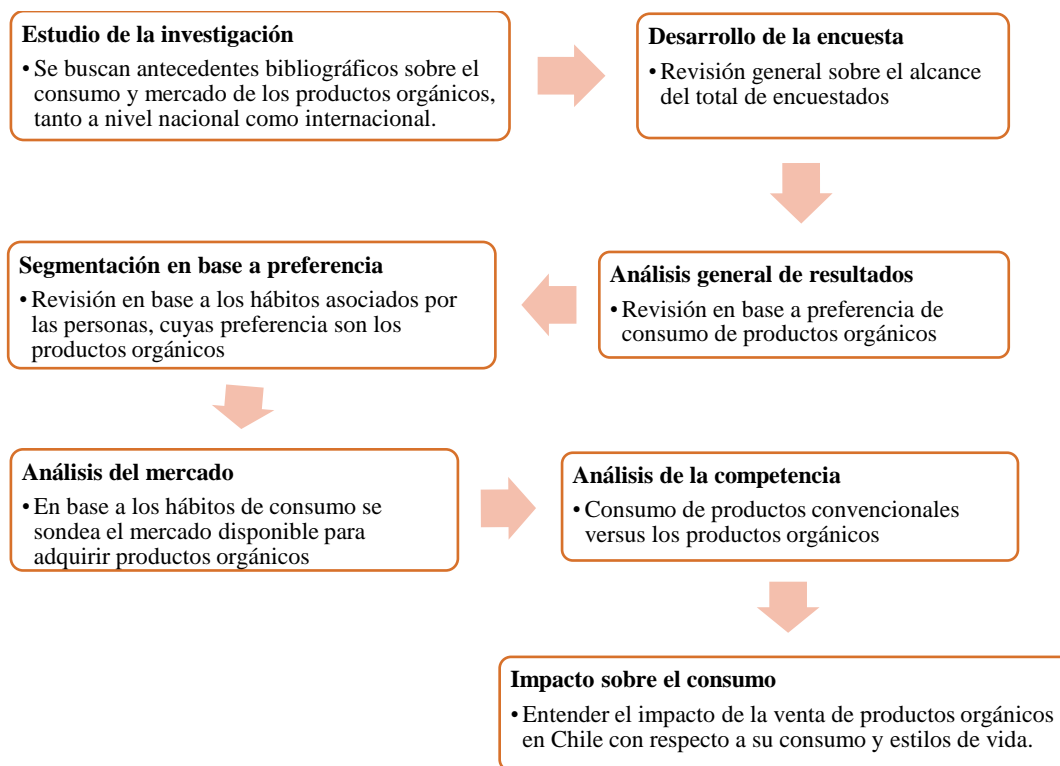 Estudio de la investigación
• Se buscan antecedentes bibliográficos sobre el
consumo y mercado de los productos orgánicos,
tanto a nivel nacional como internacional.
Desarrollo de la encuesta
• Revisión general sobre el alcance
del total de encuestados
Análisis general de resultados
• Revisión en base a preferencia de
consumo de productos orgánicos
Segmentación en base a preferencia
• Revisión en base a los hábitos asociados por
las personas, cuyas preferencia son los
productos orgánicos
Análisis del mercado
• En base a los hábitos de consumo se
sondea el mercado disponible para
adquirir productos orgánicos
Análisis de la competencia
• Consumo de productos convencionales
versus los productos orgánicos
Impacto sobre el consumo
• Entender el impacto de la venta de productos orgánicos
en Chile con respecto a su consumo y estilos de vida.